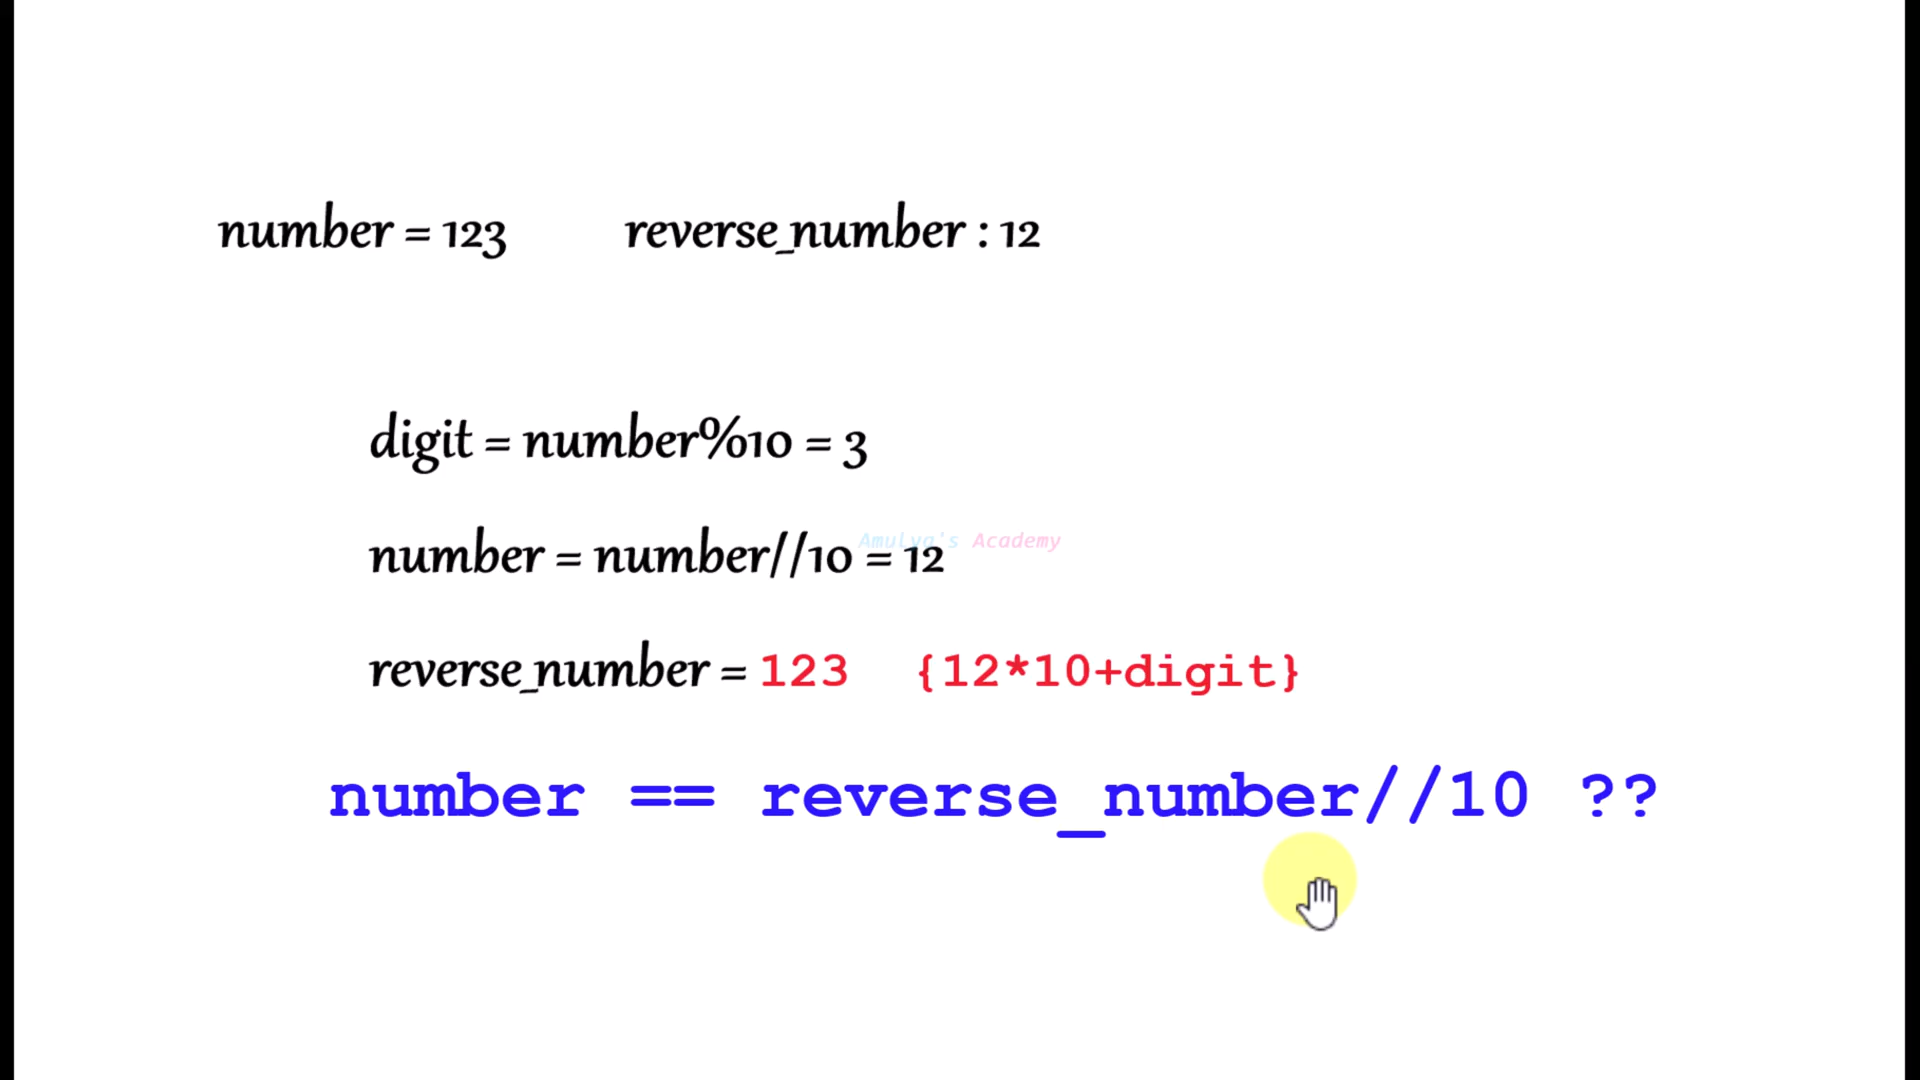 number = 123 reverse_number : 12
digit = number%10 = 3
Amulya's Academy
number = number//10 = 12
reverse_number = 123 {12*10+digit}
number == reverse_number//10 ??